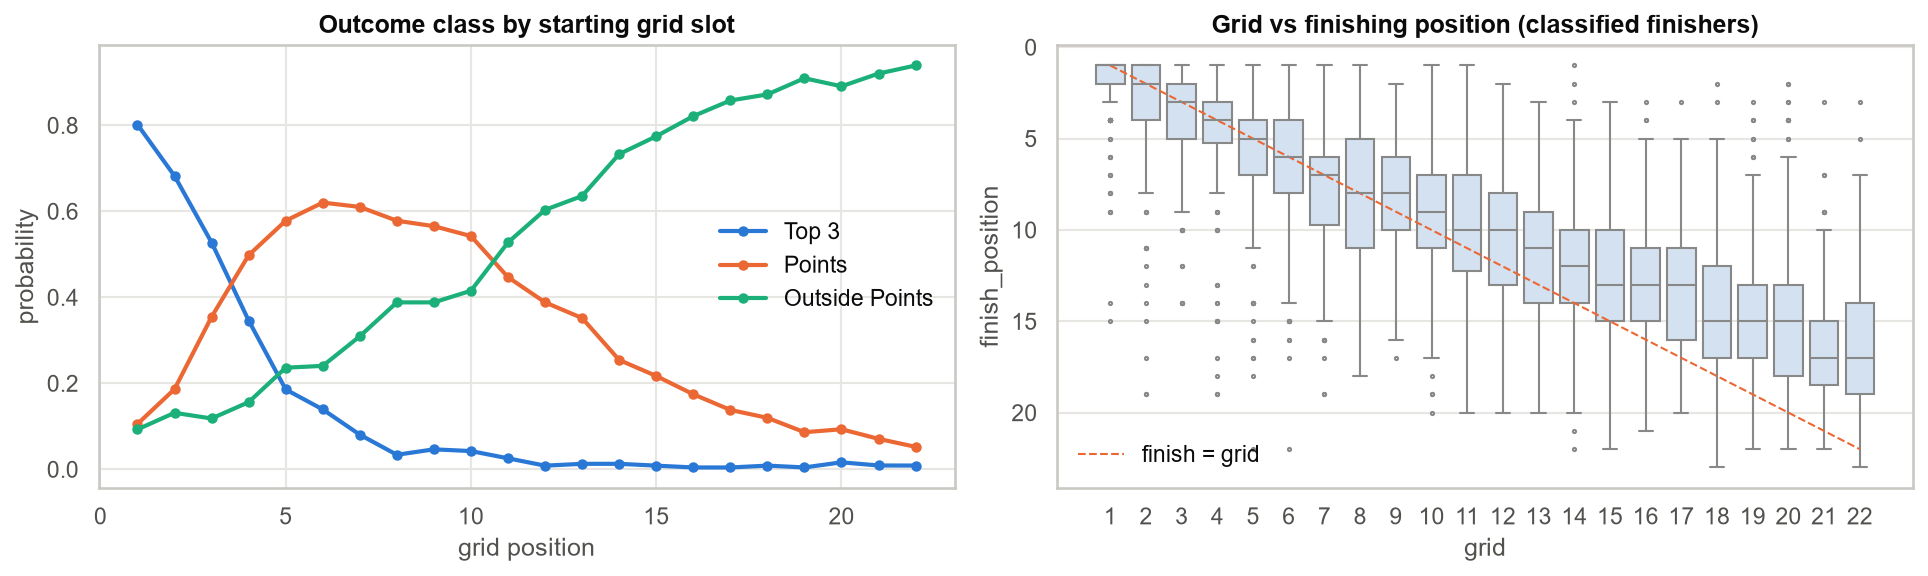 Outcome class by starting grid slot
probability
0.8
0.6
0.4
0.2
0.0
Top 3
Points
Outside Points
0 5 10 15 20
grid position
Grid vs finishing position (classified finishers)
finish_position
0
5
10
15
20
finish = grid
1 2 3 4 5 6 7 8 9 10 11 12 13 14 15 16 17 18 19 20 21 22
grid